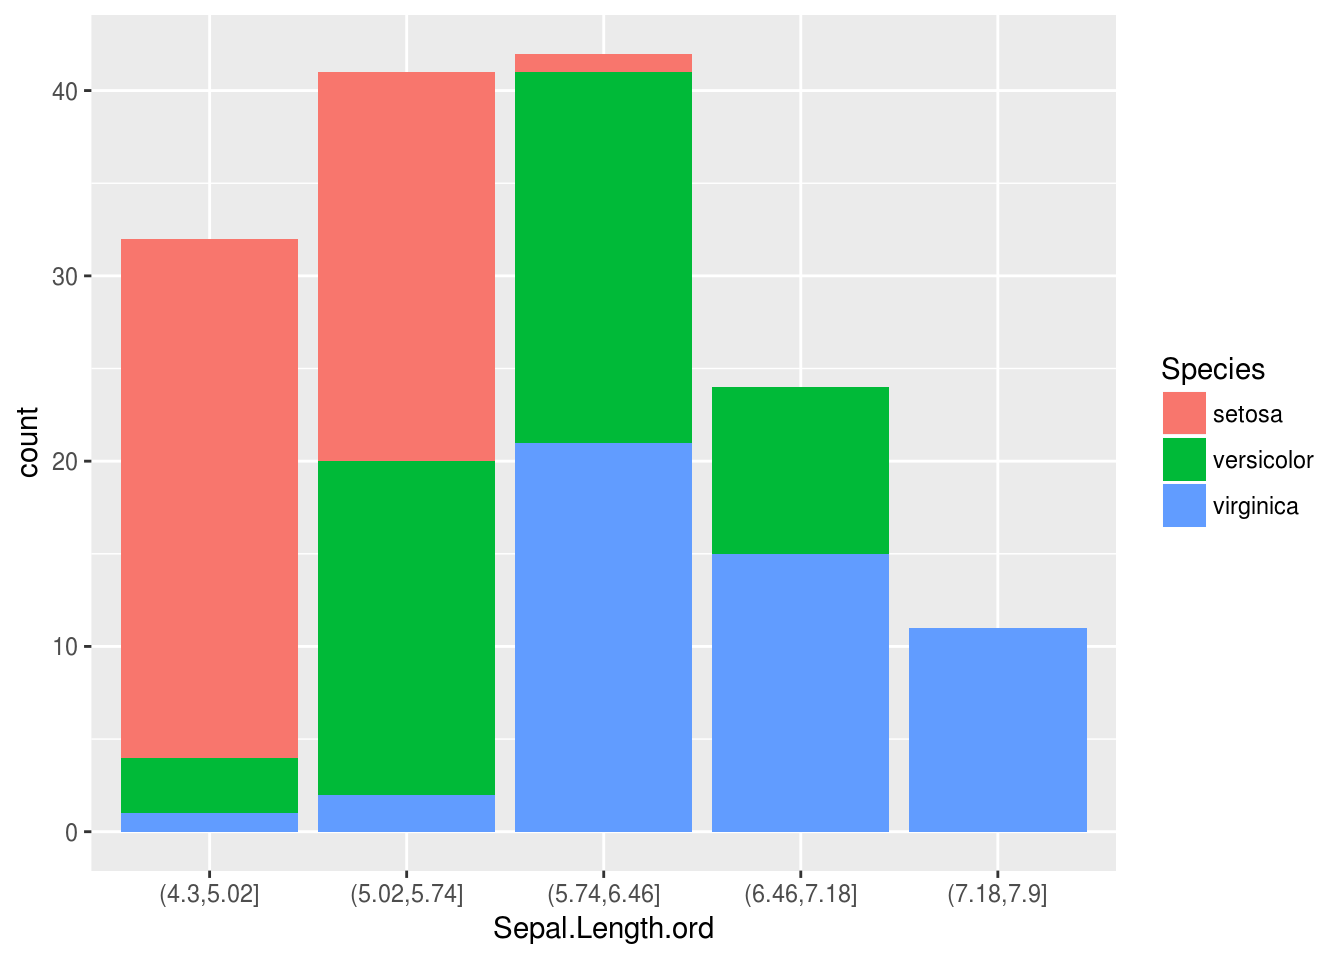 40
30
20
10
0
count
(4.3,5.02] (5.02,5.74] (5.74,6.46] (6.46,7.18] (7.18,7.9]
Sepal.Length.ord
Species
setosa
versicolor
virginica